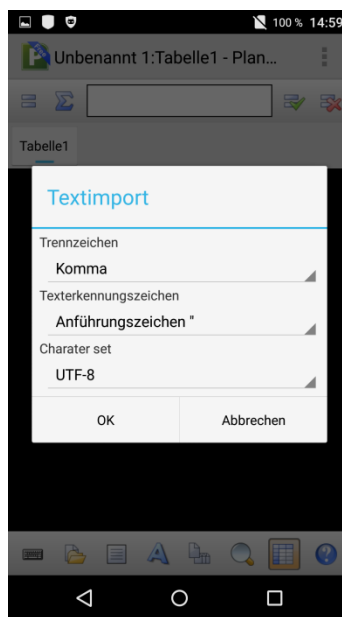 100 % 14:59
Unbenannt 1:Tabelle1 - Plan...
Tabelle1
Textimport
Trennzeichen
Komma
Texterkennungszeichen
Anführungszeichen "
Charater set
UTF-8
OK Abbrechen